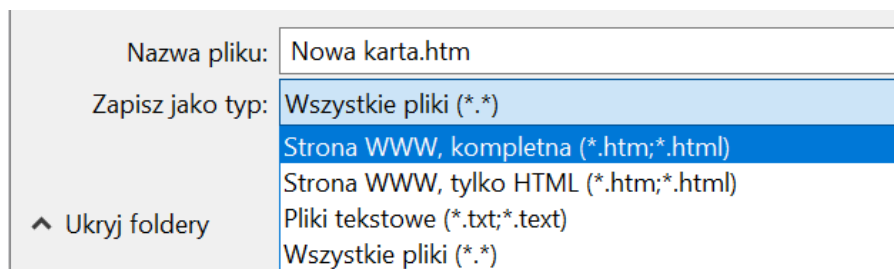 Nazwa pliku: Nowa karta.htm
Zapisz jako typ: Wszystkie pliki (*.*)
Strona WWW, kompletna (*.htm;*.html)
Strona WWW, tylko HTML (*.htm;*.html)
Ukryj foldery Pliki tekstowe (*.txt;*.text)
Wszystkie pliki (*.*)